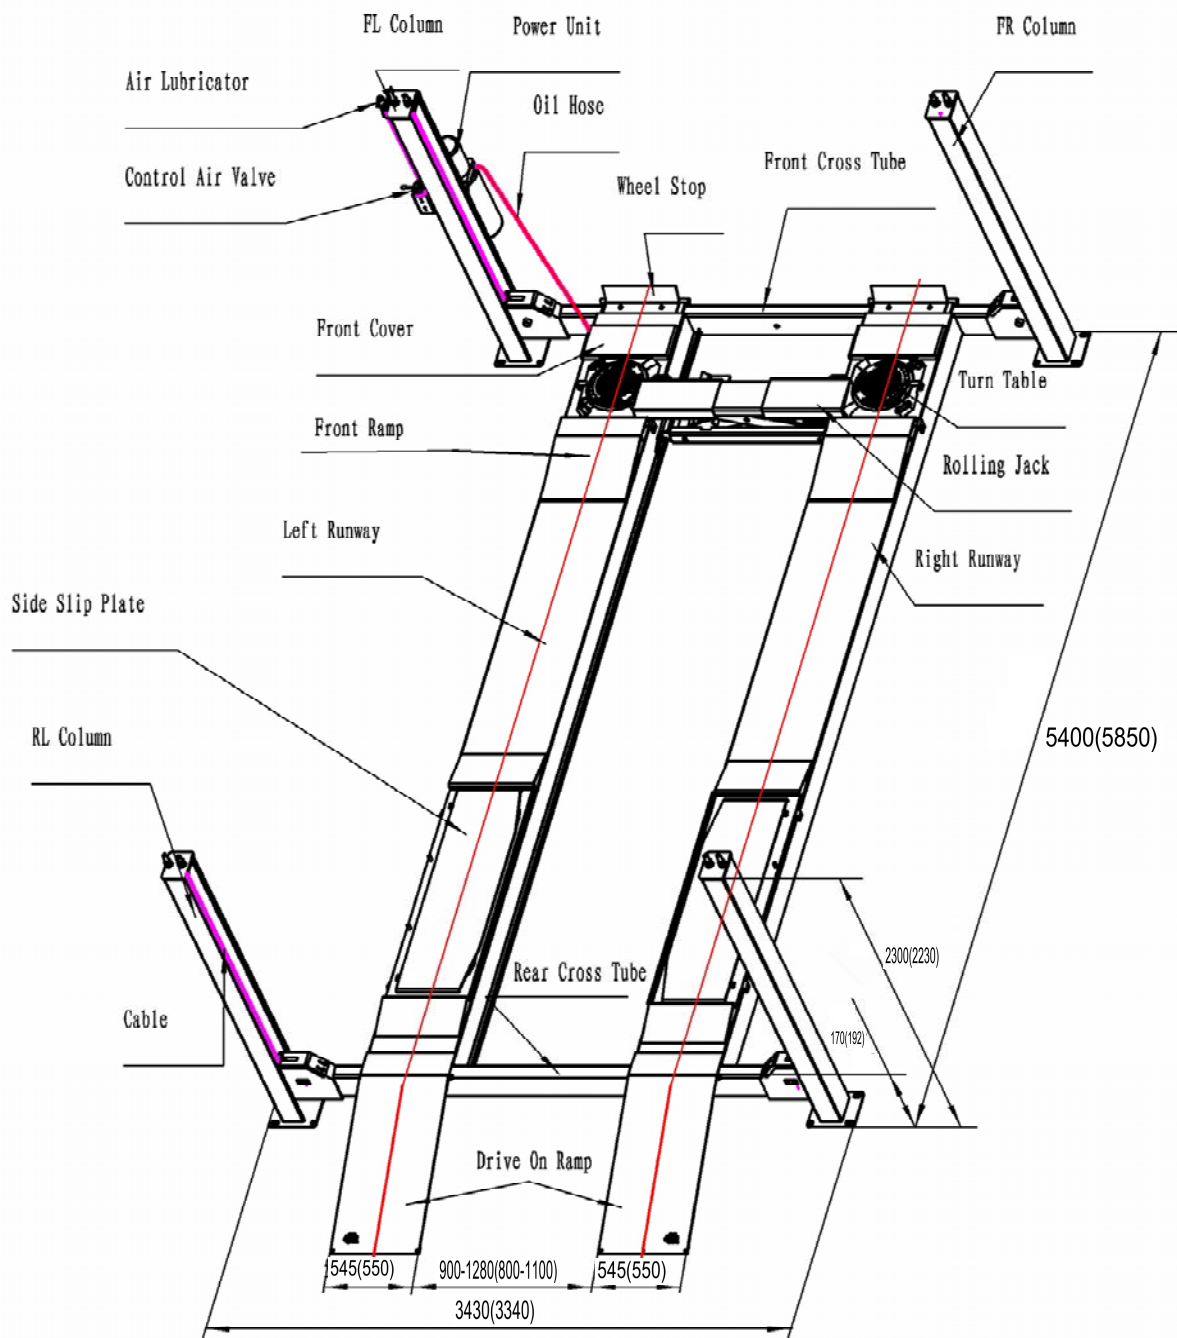 FL Column
Power Unit
FR Column
Air Lubricator
Oil Hose
Control Air Valve
Wheel Stop
Front Cross Tube
Front Cover
Turn Table
Front Ramp
Rolling Jack
Left Runway
Right Runway
Side Slip Plate
RL Column
5400(5850)
2300(2230)
Rear Cross Tube
Cable
170(192)
Drive On Ramp
545(550)
900-1280(800-1100)
545(550)
3430(3340)